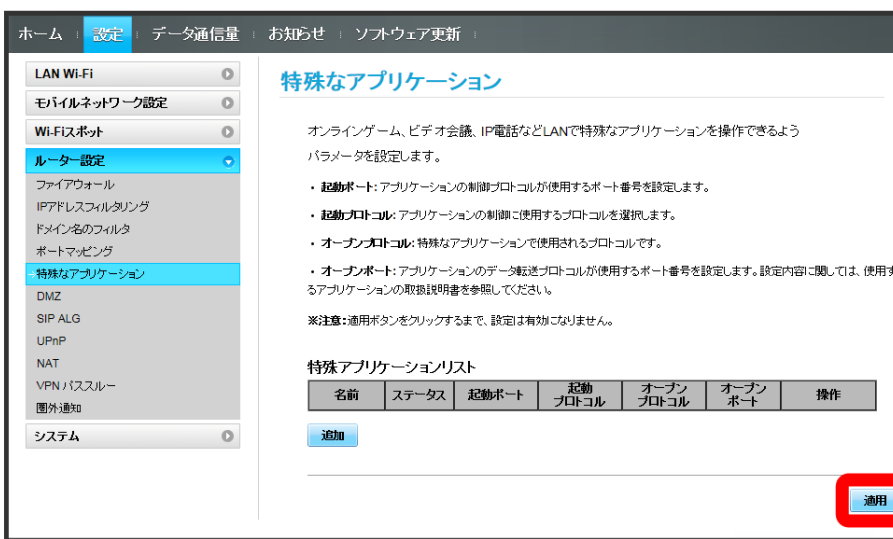 ホーム 設定 データ通信量 お知らせ ソフトウェア更新
LAN Wi-Fi
モバイルネットワーク設定
Wi-Fiスポット
ルーター設定
ファイアウォール
IPアドレスフィルタリング
ドメイン名のフィルタ
ポートマッピング
特殊なアプリケーション
DMZ
SIP ALG
UPnP
NAT
VPN パススルー
圏外通知
システム
特殊なアプリケーション
オンラインゲーム、ビデオ会議、IP電話などLANで特殊なアプリケーションを操作できるよう
パラメータを設定します。
・起動ポート: アプリケーションの制御プロトコルが使用するポート番号を設定します。
・起動プロトコル: アプリケーションの制御に使用するプロトコルを選択します。
・オープンプロトコル: 特殊なアプリケーションで使用されるプロトコルです。
・オープンポート: アプリケーションのデータ転送プロトコルが使用するポート番号を設定します。設定内容に関しては、使用す
るアプリケーションの取扱説明書を参照してください。
※注意: 適用ボタンをクリックするまで、設定は有効になりません。
特殊アプリケーションリスト
名前 ステータス 起動ポート 起動プロトコル オープンプロトコル オープンポート 操作
追加
適用